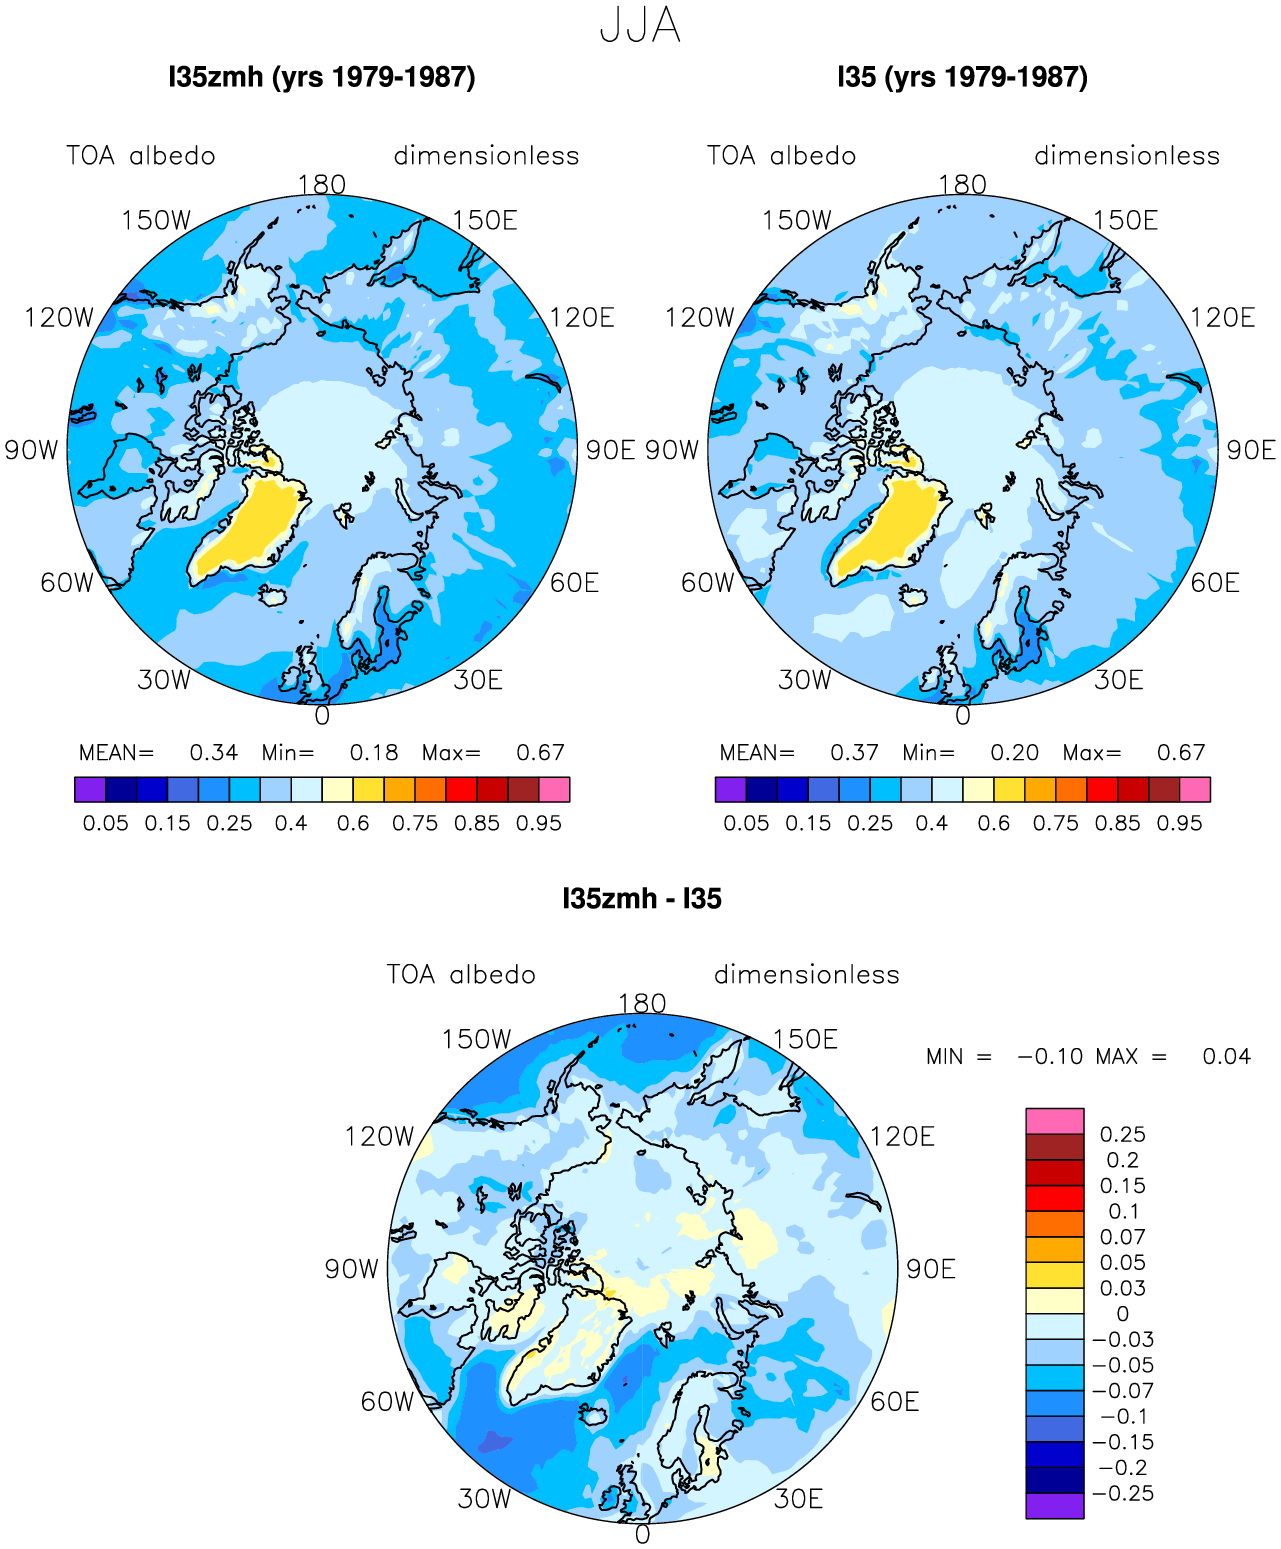 JJA
I35zmh (yrs 1979-1987)
I35 (yrs 1979-1987)
TOA albedo dimensionless
TOA albedo dimensionless
180
180
150W 150E
150W 150E
120W 120E
120W 120E
90W 90E
90W 90E
60W 60E
60W 60E
30W 30E
30W 30E
0
0
MEAN= 0.34 Min= 0.18 Max= 0.67
MEAN= 0.37 Min= 0.20 Max= 0.67
0.05 0.15 0.25 0.4 0.6 0.75 0.85 0.95
0.05 0.15 0.25 0.4 0.6 0.75 0.85 0.95
I35zmh - I35
TOA albedo dimensionless
180
150W 150E
MIN = −0.10 MAX = 0.04
120W 120E
90W 90E
60W 60E
30W 30E
0
0.25
0.2
0.15
0.1
0.07
0.05
0.03
0
−0.03
−0.05
−0.07
−0.1
−0.15
−0.2
−0.25